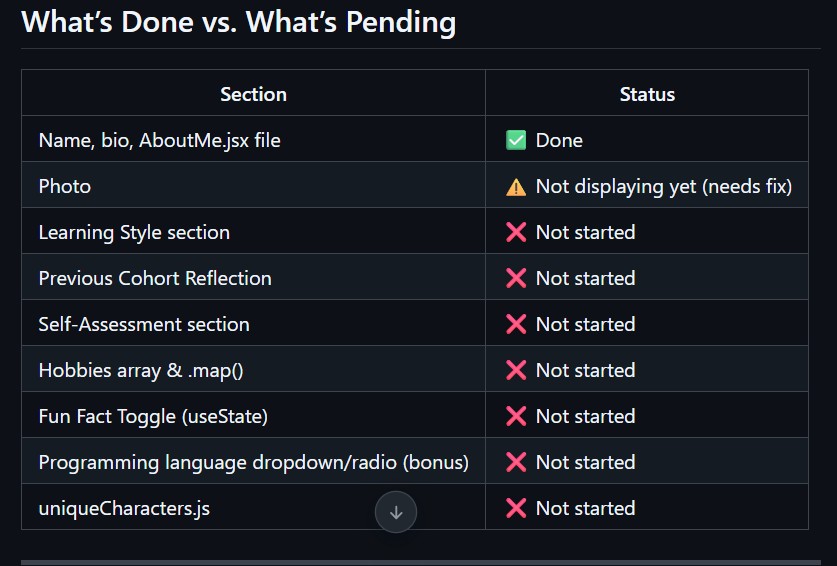 What’s Done vs. What’s Pending
Section Status
Name, bio, AboutMe.jsx file ✅ Done
Photo ⚠️ Not displaying yet (needs fix)
Learning Style section ❌ Not started
Previous Cohort Reflection ❌ Not started
Self-Assessment section ❌ Not started
Hobbies array & .map() ❌ Not started
Fun Fact Toggle (useState) ❌ Not started
Programming language dropdown/radio (bonus) ❌ Not started
uniqueCharacters.js ❌ Not started